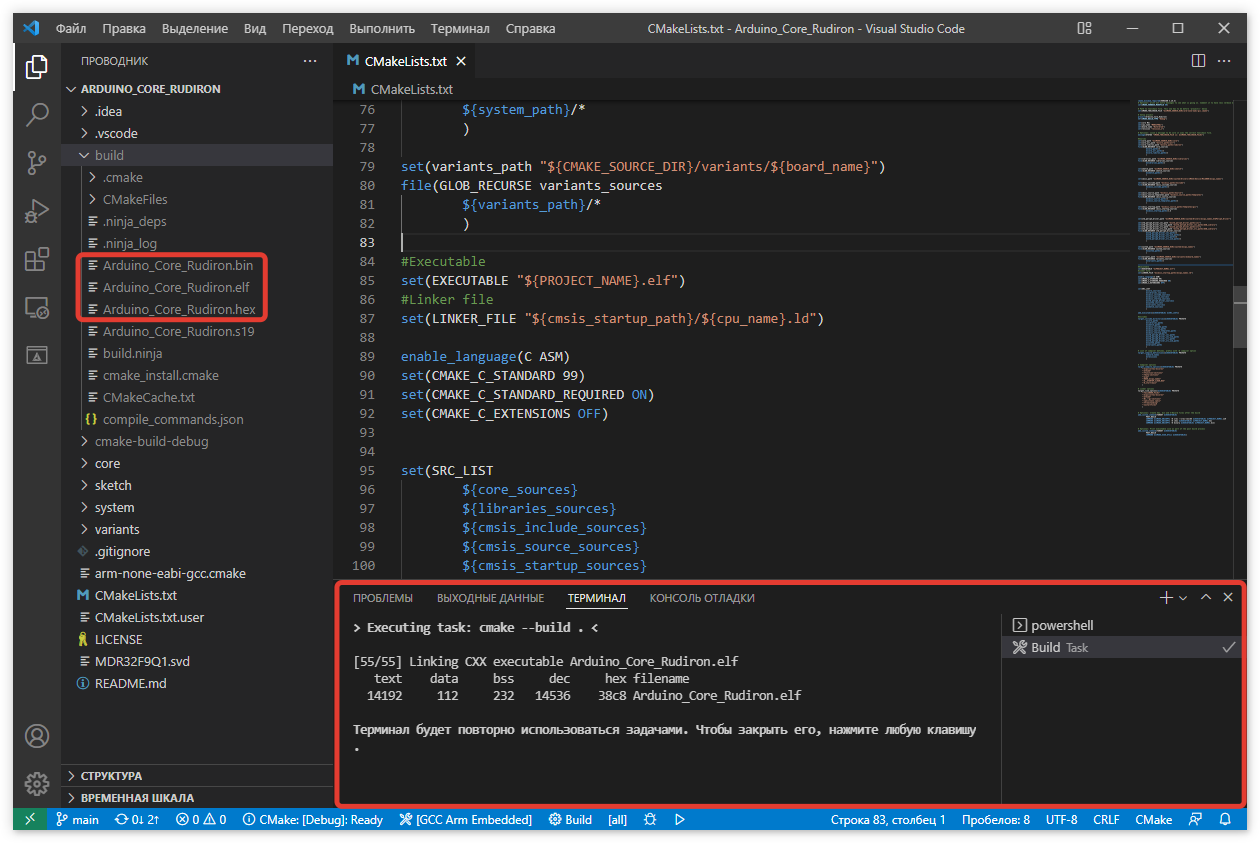 Файл Правка Выделение Вид Переход Выполнить Терминал Справка CMakeLists.txt - Arduino_Core_Rudiron - Visual Studio Code
ПРОВОДНИК
ARDUINO_CORE_RUDIRON
.idea
.vscode
build
.cmake
CMakeFiles
.ninja_deps
.ninja_log
Arduino_Core_Rudiron.bin
Arduino_Core_Rudiron.elf
Arduino_Core_Rudiron.hex
Arduino_Core_Rudiron.s19
build.ninja
cmake_install.cmake
CMakeCache.txt
compile_commands.json
cmake-build-debug
core
sketch
system
variants
.gitignore
arm-none-eabi-gcc.cmake
CMakeLists.txt
CMakeLists.txt.user
LICENSE
MDR32F9Q1.svd
README.md
СТРУКТУРА
ВРЕМЕННАЯ ШКАЛА
CMakeLists.txt
CMakeLists.txt
76 ${system_path}/*
77 )
78
79 set(variants_path "${CMAKE_SOURCE_DIR}/variants/${board_name}")
80 file(GLOB_RECURSE variants_sources
81 ${variants_path}/*
82 )
83
84 #Executable
85 set(EXECUTABLE "${PROJECT_NAME}.elf")
86 #Linker file
87 set(LINKER_FILE "${cmsis_startup_path}/${cpu_name}.ld")
88
89 enable_language(C ASM)
90 set(CMAKE_C_STANDARD 99)
91 set(CMAKE_C_STANDARD_REQUIRED ON)
92 set(CMAKE_C_EXTENSIONS OFF)
93
94
95 set(SRC_LIST
96 ${core_sources}
97 ${libraries_sources}
98 ${cmsis_include_sources}
99 ${cmsis_source_sources}
100 ${cmsis_startup_sources}
ПРОБЛЕМЫ ВЫХОДНЫЕ ДАННЫЕ ТЕРМИНАЛ КОНСОЛЬ ОТЛАДКИ
> Executing task: cmake --build . <
[55/55] Linking CXX executable Arduino_Core_Rudiron.elf
text data bss dec hex filename
14192 112 232 14536 38c8 Arduino_Core_Rudiron.elf
Терминал будет повторно использоваться задачами. Чтобы закрыть его, нажмите любую клавишу
.
powershell
Build Task
main 0↓ 2↑ 0 0 CMake: [Debug]: Ready [GCC Arm Embedded] Build [all] Строка 83, столбец 1 Пробелов: 8 UTF-8 CRLF CMake